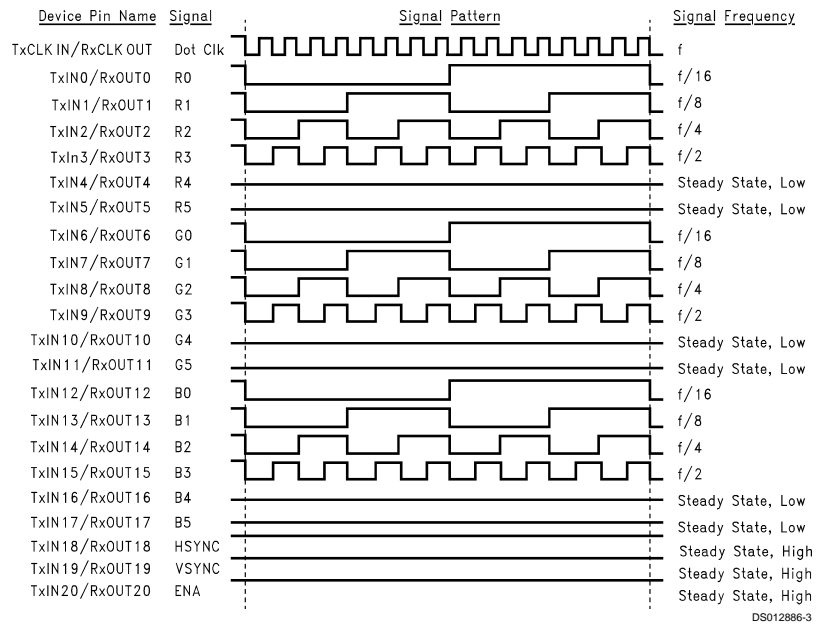 Device Pin Name Signal Signal Pattern Signal Frequency
TxCLK IN/RxCLK OUT Dot Clk f
TxIN0/RxOUT0 R0 f/16
TxIN1/RxOUT1 R1 f/8
TxIN2/RxOUT2 R2 f/4
TxIn3/RxOUT3 R3 f/2
TxIN4/RxOUT4 R4 Steady State, Low
TxIN5/RxOUT5 R5 Steady State, Low
TxIN6/RxOUT6 G0 f/16
TxIN7/RxOUT7 G1 f/8
TxIN8/RxOUT8 G2 f/4
TxIN9/RxOUT9 G3 f/2
TxIN10/RxOUT10 G4 Steady State, Low
TxIN11/RxOUT11 G5 Steady State, Low
TxIN12/RxOUT12 B0 f/16
TxIN13/RxOUT13 B1 f/8
TxIN14/RxOUT14 B2 f/4
TxIN15/RxOUT15 B3 f/2
TxIN16/RxOUT16 B4 Steady State, Low
TxIN17/RxOUT17 B5 Steady State, Low
TxIN18/RxOUT18 HSYNC Steady State, High
TxIN19/RxOUT19 VSYNC Steady State, High
TxIN20/RxOUT20 ENA Steady State, High
DS012886-3